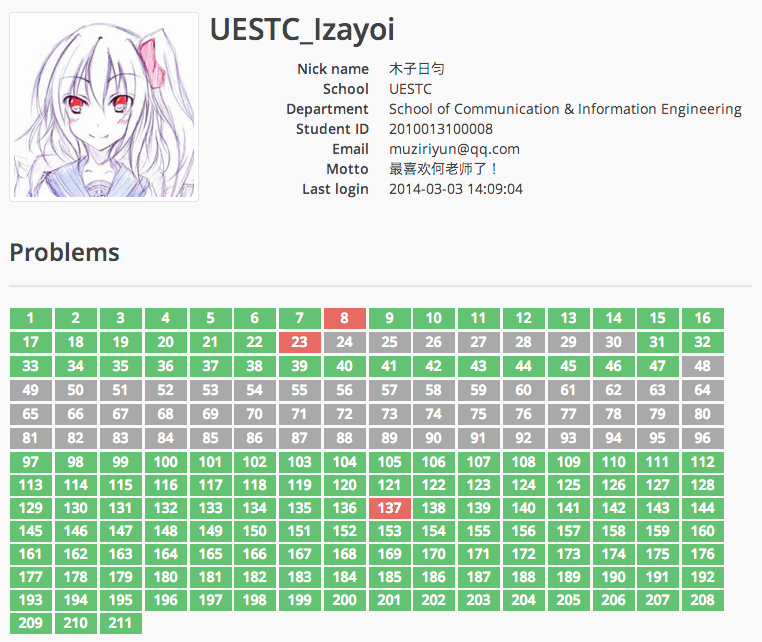 UESTC_Izayoi
Nick name 木子日匀
School UESTC
Department School of Communication & Information Engineering
Student ID 2010013100008
Email muziriyun@qq.com
Motto 最喜欢何老师了！
Last login 2014-03-03 14:09:04
Problems
1 2 3 4 5 6 7 8 9 10 11 12 13 14 15 16
17 18 19 20 21 22 23 24 25 26 27 28 29 30 31 32
33 34 35 36 37 38 39 40 41 42 43 44 45 46 47 48
49 50 51 52 53 54 55 56 57 58 59 60 61 62 63 64
65 66 67 68 69 70 71 72 73 74 75 76 77 78 79 80
81 82 83 84 85 86 87 88 89 90 91 92 93 94 95 96
97 98 99 100 101 102 103 104 105 106 107 108 109 110 111 112
113 114 115 116 117 118 119 120 121 122 123 124 125 126 127 128
129 130 131 132 133 134 135 136 137 138 139 140 141 142 143 144
145 146 147 148 149 150 151 152 153 154 155 156 157 158 159 160
161 162 163 164 165 166 167 168 169 170 171 172 173 174 175 176
177 178 179 180 181 182 183 184 185 186 187 188 189 190 191 192
193 194 195 196 197 198 199 200 201 202 203 204 205 206 207 208
209 210 211